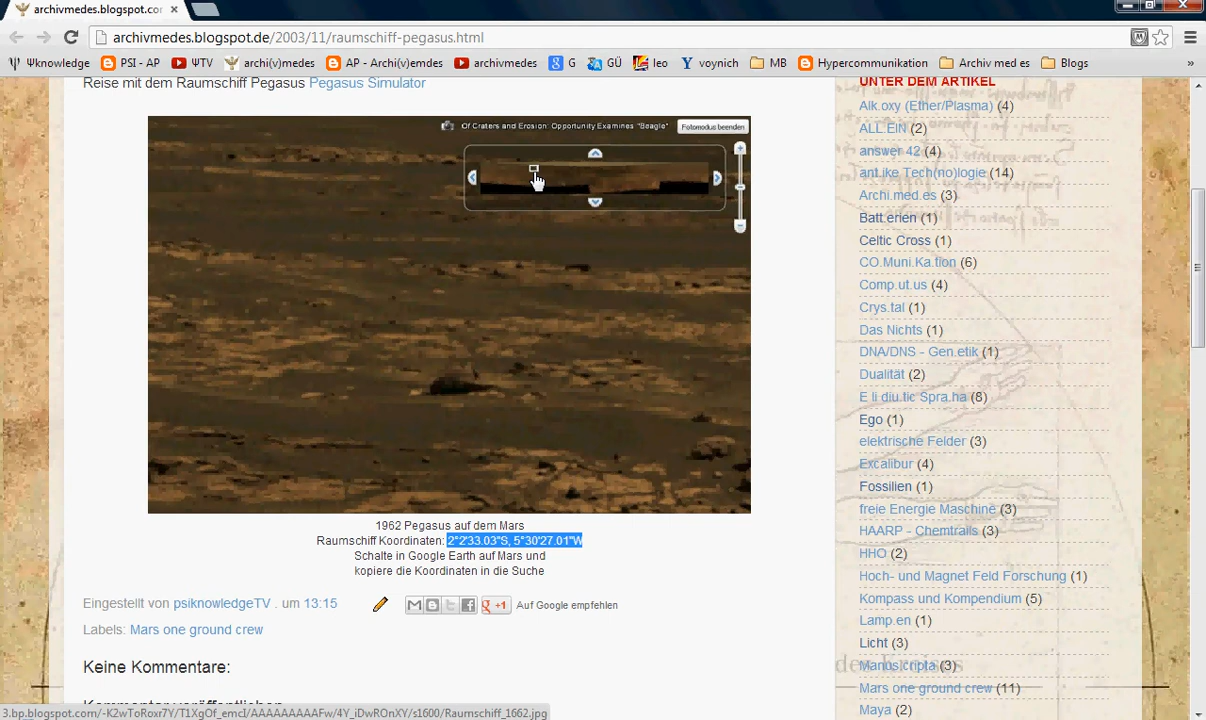 archivmedes.blogspot.com
archivmedes.blogspot.de/2003/11/raumschiff-pegasus.html
Ψknowledge PSI - AP ΨTV archi(v)medes AP - Archi(v)emdes archivmedes G GÜ leo voynich MB Hypercommunication Archiv med es Blogs »
Reise mit dem Raumschiff Pegasus Pegasus Simulator
Of Craters and Erosion: Opportunity Examines "Beagle"
Fotomodus beenden
1962 Pegasus auf dem Mars
Raumschiff Koordinaten: 2°2'33.03"S, 5°30'27.01"W
Schalte in Google Earth auf Mars und
kopiere die Koordinaten in die Suche
Eingestellt von psiknowledgeTV . um 13:15
+1 Auf Google empfehlen
Labels: Mars one ground crew
Keine Kommentare:
Kommentar veröffentlichen
UNTER DEM ARTIKEL
Alk.oxy (Ether/Plasma) (4)
ALL.EIN (2)
answer 42 (4)
ant.ike Tech(no)logie (14)
Archi.med.es (3)
Batt.erien (1)
Celtic Cross (1)
CO.Muni.Ka.tion (6)
Comp.ut.us (4)
Crys.tal (1)
Das Nichts (1)
DNA/DNS - Gen.etik (1)
Dualität (2)
E li diu.tic Spra.ha (8)
Ego (1)
elektrische Felder (3)
Excalibur (4)
Fossilien (1)
freie Energie Maschine (3)
HAARP - Chemtrails (3)
HHO (2)
Hoch- und Magnet Feld Forschung (1)
Kompass und Kompendium (5)
Lamp.en (1)
Licht (3)
Manus.cripta (3)
Mars one ground crew (11)
Maya (2)
3.bp.blogspot.com/-K2wToRoxr7Y/T1XgOf_emcI/AAAAAAAAAFw/4Y_iDwROnXY/s1600/Raumschiff_1962.jpg